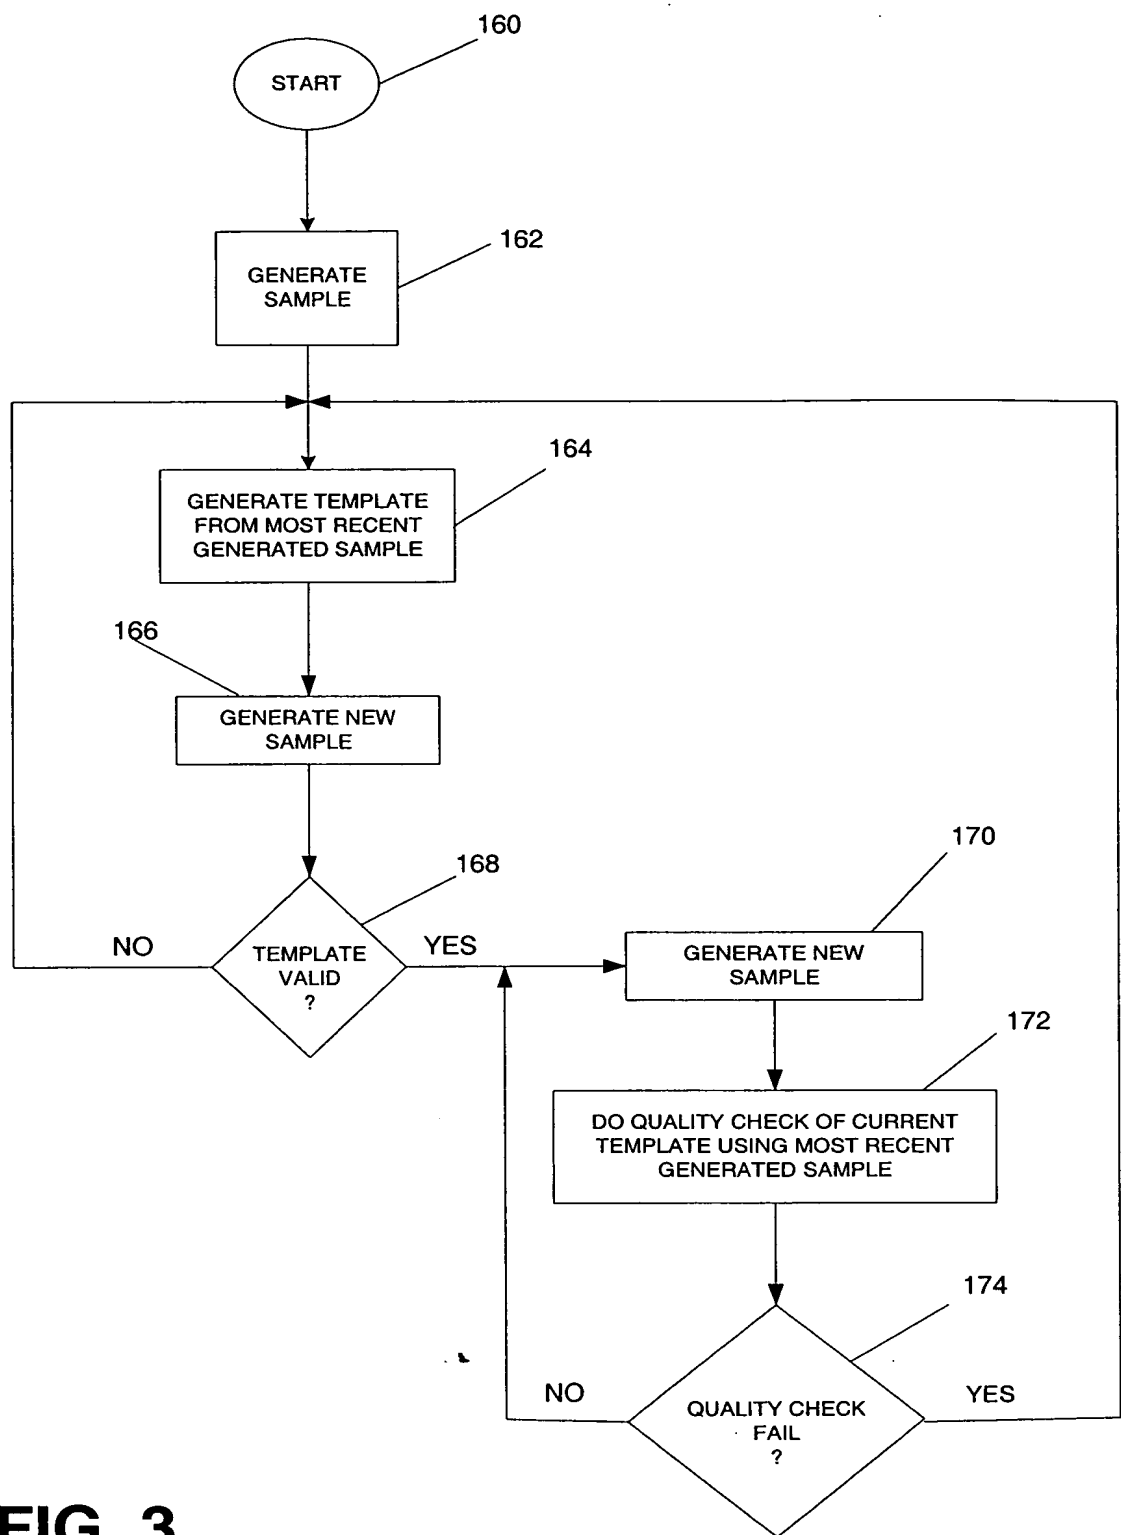 160
START
162
GENERATE
SAMPLE
164
GENERATE TEMPLATE
FROM MOST RECENT
GENERATED SAMPLE
166
GENERATE NEW
SAMPLE
168
NO
TEMPLATE
VALID
?
YES
170
GENERATE NEW
SAMPLE
172
DO QUALITY CHECK OF CURRENT
TEMPLATE USING MOST RECENT
GENERATED SAMPLE
174
NO
QUALITY CHECK
FAIL
?
YES
FIG. 3